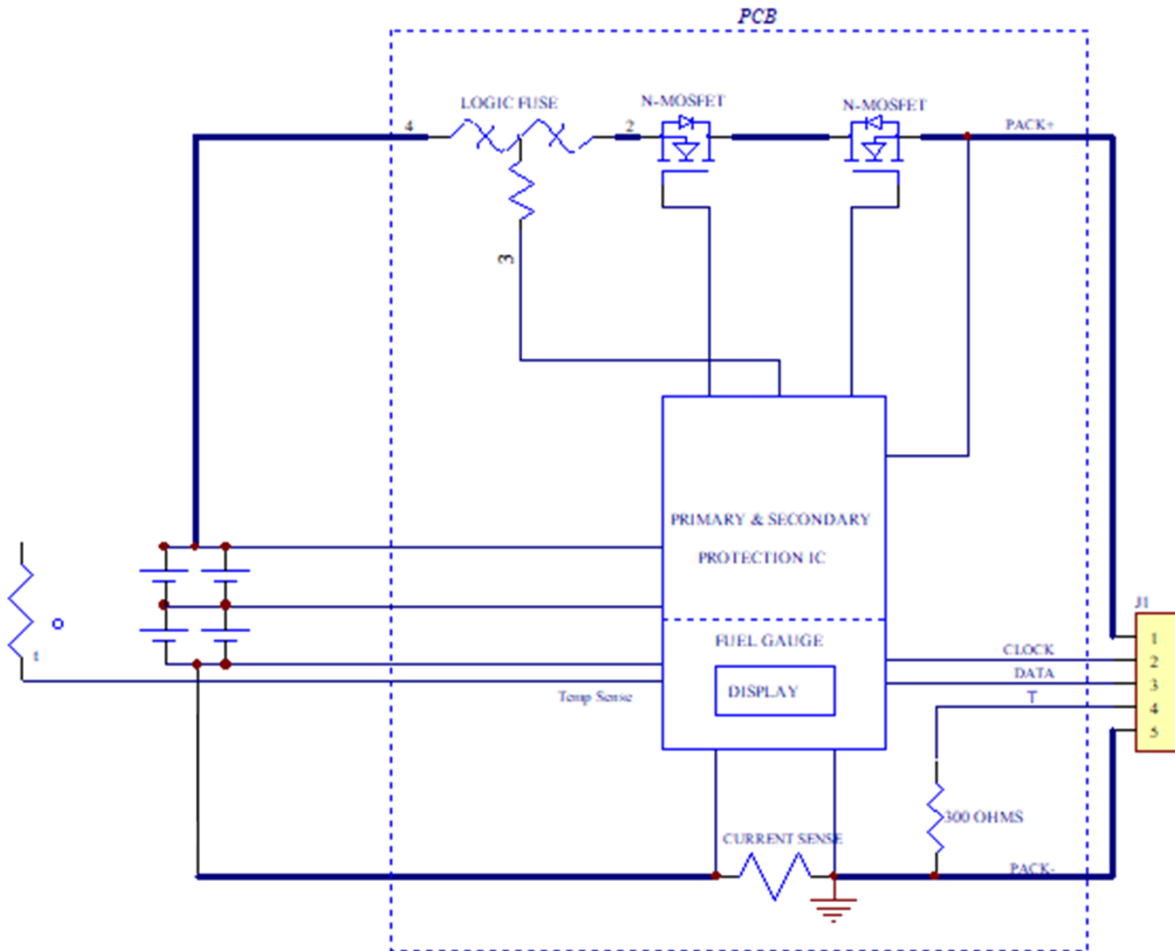 PCB
LOGIC FUSE
N-MOSFET
N-MOSFET
4
2
PACK+
3
PRIMARY & SECONDARY
PROTECTION IC
J1
1
FUEL GAUGE
CLOCK
2
1
DATA
3
DISPLAY
Temp Sense
T
4
5
300 OHMS
CURRENT SENSE
PACK-